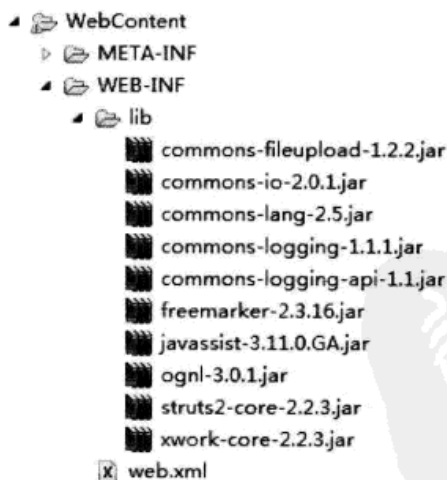 WebContent
META-INF
WEB-INF
lib
commons-fileupload-1.2.2.jar
commons-io-2.0.1.jar
commons-lang-2.5.jar
commons-logging-1.1.1.jar
commons-logging-api-1.1.jar
freemarker-2.3.16.jar
javassist-3.11.0.GA.jar
ognl-3.0.1.jar
struts2-core-2.2.3.jar
xwork-core-2.2.3.jar
web.xml